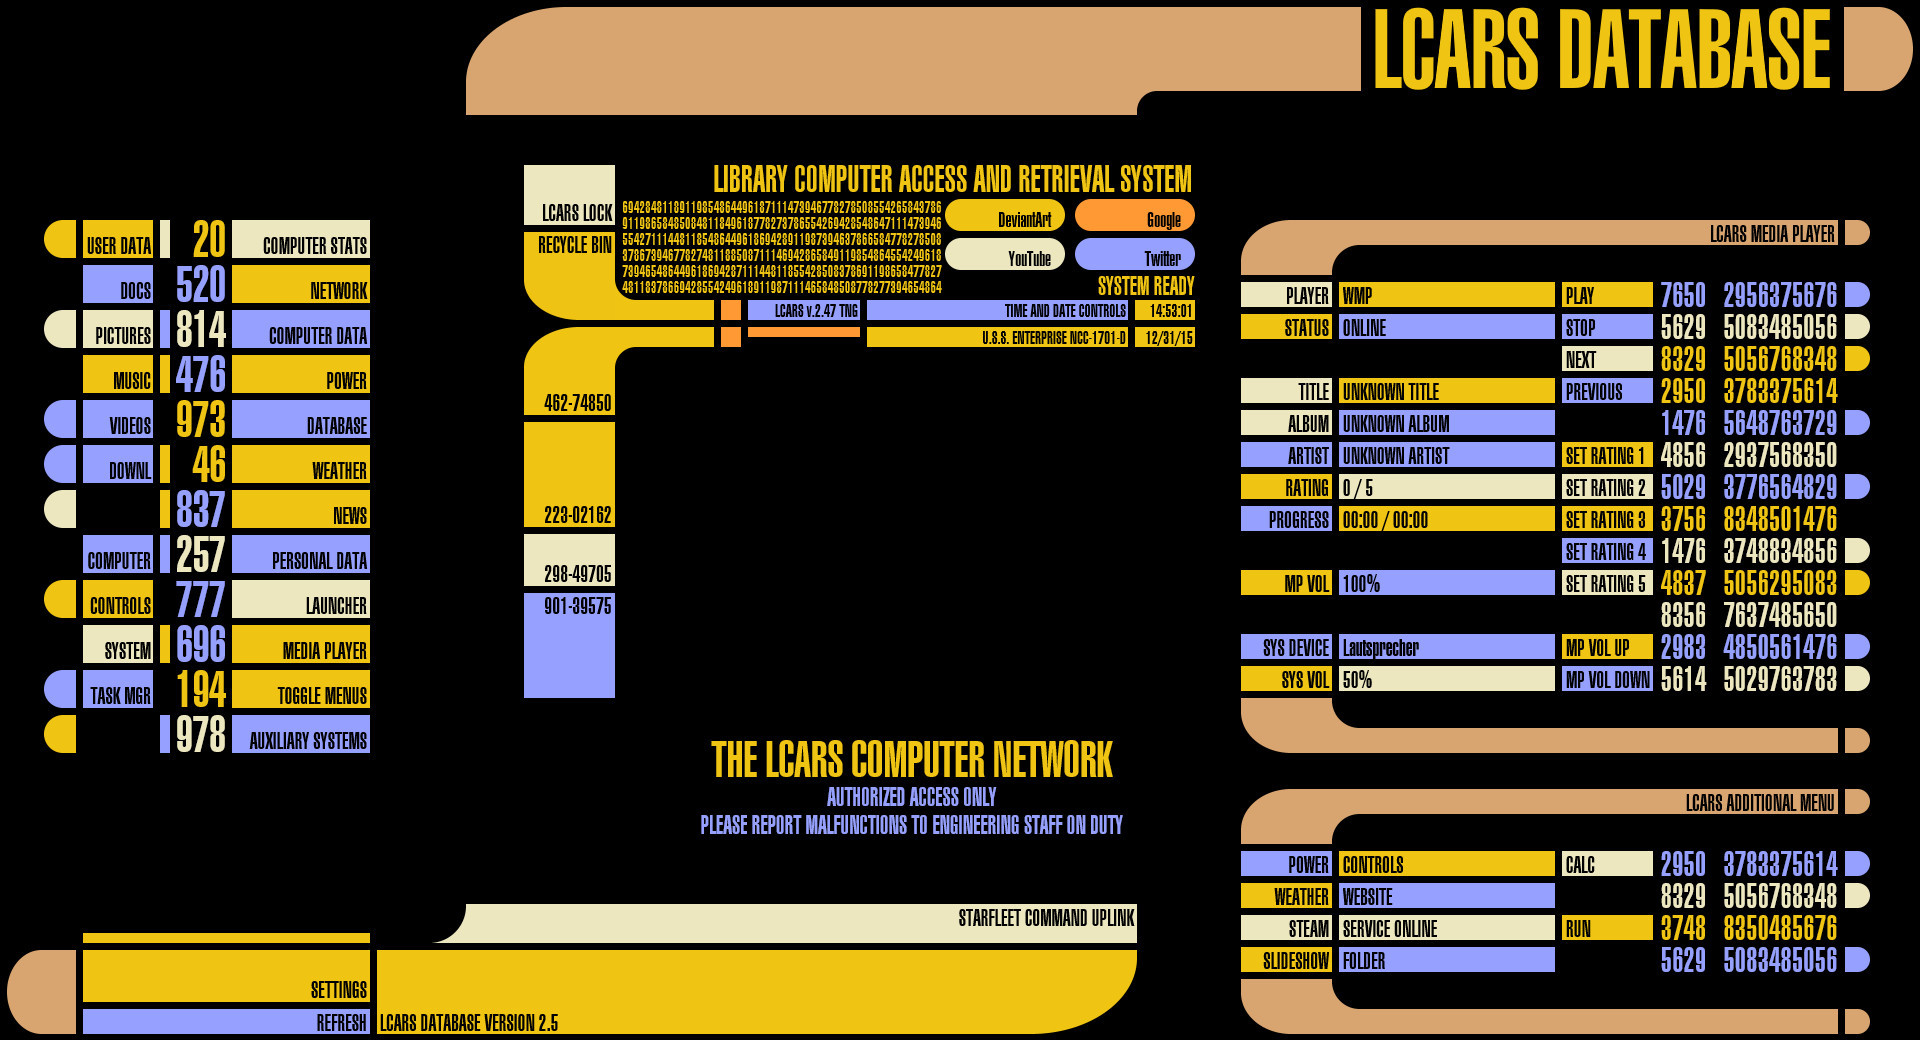 LCARS DATABASE
USER DATA 20 COMPUTER STATS
DOCS 520 NETWORK
PICTURES 814 COMPUTER DATA
MUSIC 476 POWER
VIDEOS 973 DATABASE
DOWNL 46 WEATHER
837 NEWS
COMPUTER 257 PERSONAL DATA
CONTROLS 777 LAUNCHER
SYSTEM 696 MEDIA PLAYER
TASK MGR 194 TOGGLE MENUS
978 AUXILIARY SYSTEMS
LIBRARY COMPUTER ACCESS AND RETRIEVAL SYSTEM
LCARS LOCK
RECYCLE BIN
DeviantArt Google
YouTube Twitter
SYSTEM READY
LCARS v.2.47 TNG TIME AND DATE CONTROLS 14:53:01
U.S.S. ENTERPRISE NCC-1701-D 12/31/15
462-74850
223-02162
298-49705
901-39575
THE LCARS COMPUTER NETWORK
AUTHORIZED ACCESS ONLY
PLEASE REPORT MALFUNCTIONS TO ENGINEERING STAFF ON DUTY
LCARS MEDIA PLAYER
PLAYER WMP PLAY 7650 2956375676
STATUS ONLINE STOP 5629 5083485056
NEXT 8329 5056768348
TITLE UNKNOWN TITLE PREVIOUS 2950 3783375614
ALBUM UNKNOWN ALBUM 1476 5648763729
ARTIST UNKNOWN ARTIST SET RATING 1 4856 2937568350
RATING 0 / 5 SET RATING 2 5029 3776564829
PROGRESS 00:00 / 00:00 SET RATING 3 3756 8348501476
SET RATING 4 1476 3748834856
MP VOL 100% SET RATING 5 4837 5056295083
8356 7637485650
SYS DEVICE Lautsprecher MP VOL UP 2983 4850561476
SYS VOL 50% MP VOL DOWN 5614 5029763783
LCARS ADDITIONAL MENU
POWER CONTROLS CALC 2950 3783375614
WEATHER WEBSITE 8329 5056768348
STEAM SERVICE ONLINE RUN 3748 8350485676
SLIDESHOW FOLDER 5629 5083485056
STARFLEET COMMAND UPLINK
SETTINGS
REFRESH
LCARS DATABASE VERSION 2.5